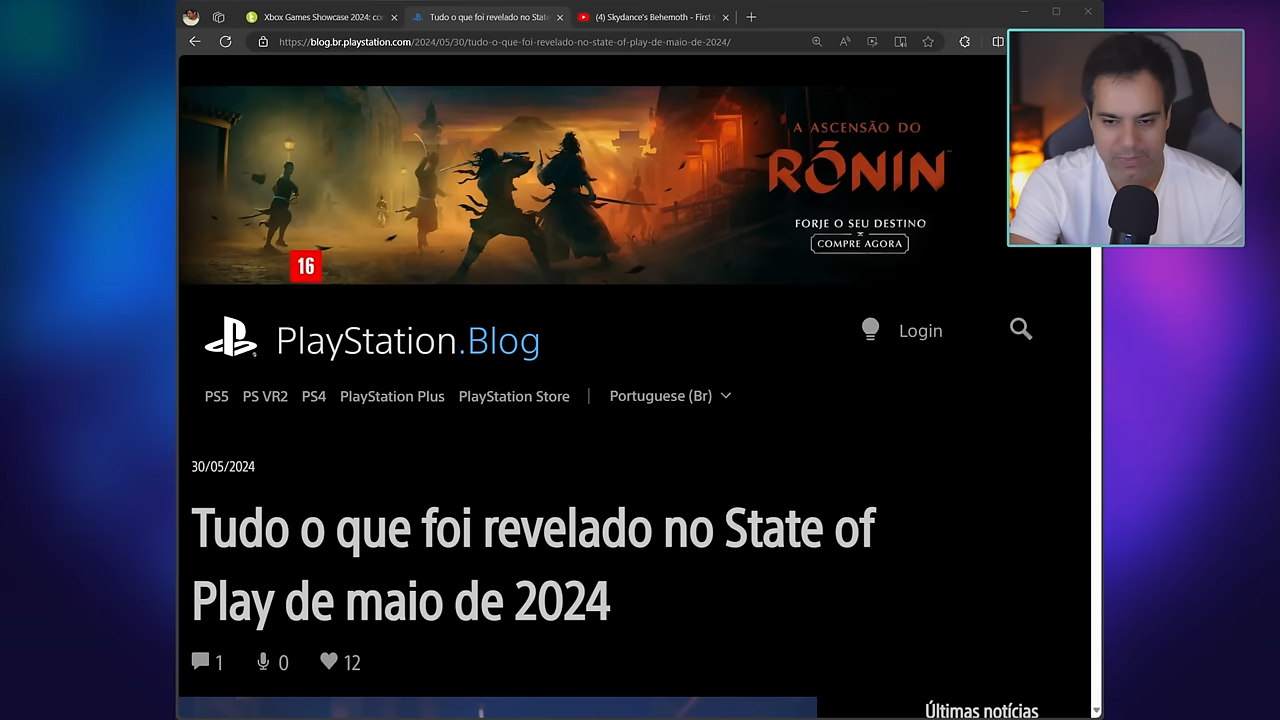 Xbox Games Showcase 2024: co
Tudo o que foi revelado no Stat
(4) Skydance's Behemoth - First
https://blog.br.playstation.com/2024/05/30/tudo-o-que-foi-revelado-no-state-of-play-de-maio-de-2024/
A ASCENSÃO DO
RŌNIN™
FORJE O SEU DESTINO
COMPRE AGORA
16
PlayStation.Blog
Login
PS5 PS VR2 PS4 PlayStation Plus PlayStation Store | Portuguese (Br)
30/05/2024
Tudo o que foi revelado no State of
Play de maio de 2024
1 0 12
Últimas notícias